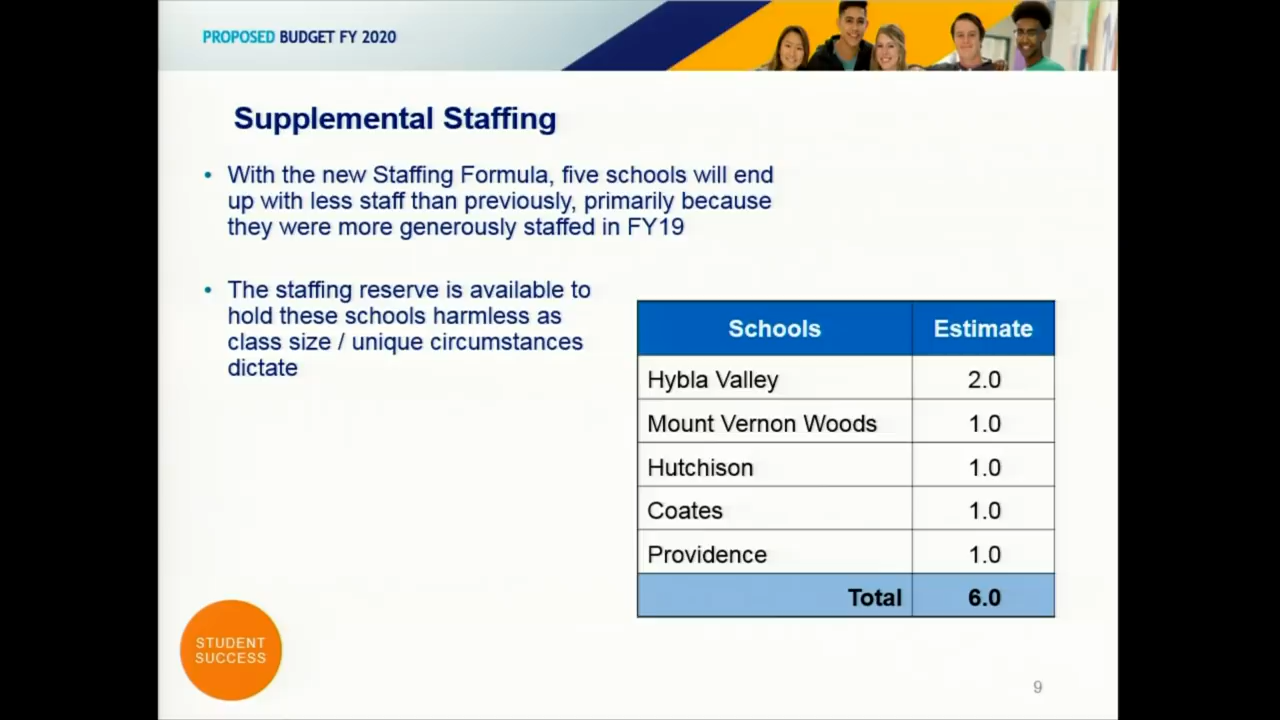 PROPOSED BUDGET FY 2020
Supplemental Staffing
• With the new Staffing Formula, five schools will end
up with less staff than previously, primarily because
they were more generously staffed in FY19
• The staffing reserve is available to
hold these schools harmless as
class size / unique circumstances
dictate
Schools Estimate
Hybla Valley 2.0
Mount Vernon Woods 1.0
Hutchison 1.0
Coates 1.0
Providence 1.0
Total 6.0
STUDENT
SUCCESS
9